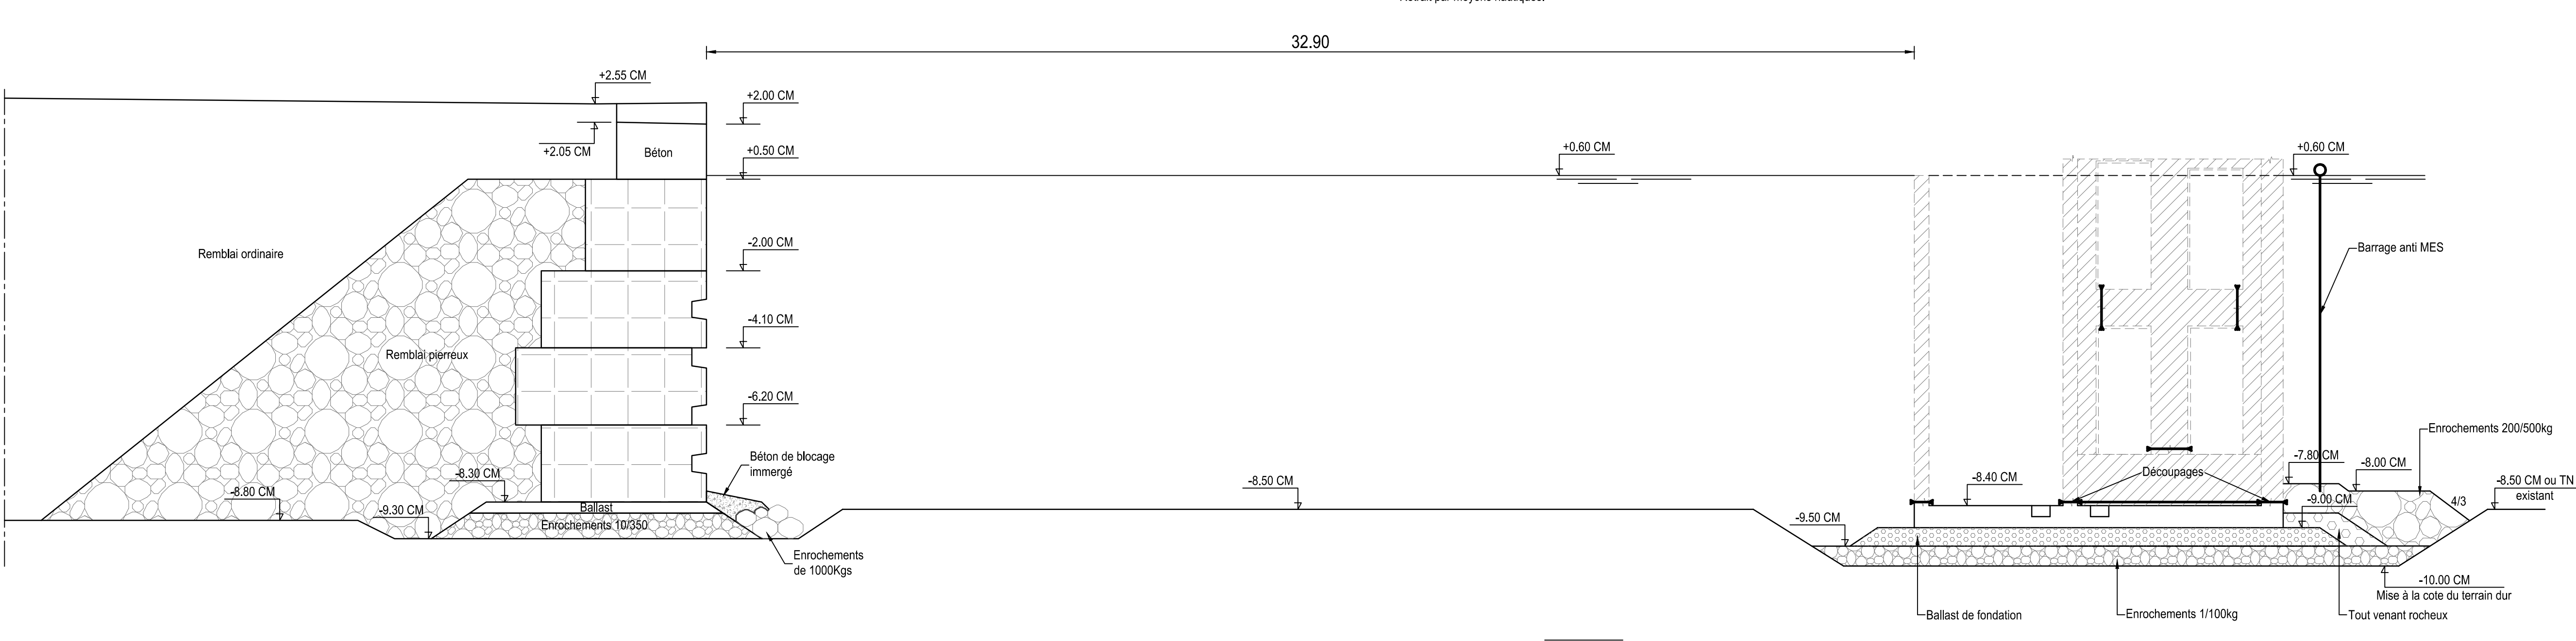 Retrait par moyens nautiques.
32.90
+2.55 CM
+2.00 CM
+2.05 CM
Béton
+0.50 CM
+0.60 CM
+0.60 CM
Remblai ordinaire
-2.00 CM
Barrage anti MES
-4.10 CM
Remblai pierreux
-6.20 CM
Enrochements 200/500kg
Béton de blocage
immergé
-8.30 CM
-8.80 CM
-9.30 CM
Ballast
Enrochements 10/350
-8.50 CM
-8.40 CM
Découpages
-7.80 CM
-8.00 CM
-9.00 CM
4/3
-8.50 CM ou TN
existant
-9.50 CM
Enrochements
de 1000Kgs
-10.00 CM
Mise à la cote du terrain dur
Ballast de fondation
Enrochements 1/100kg
Tout venant rocheux